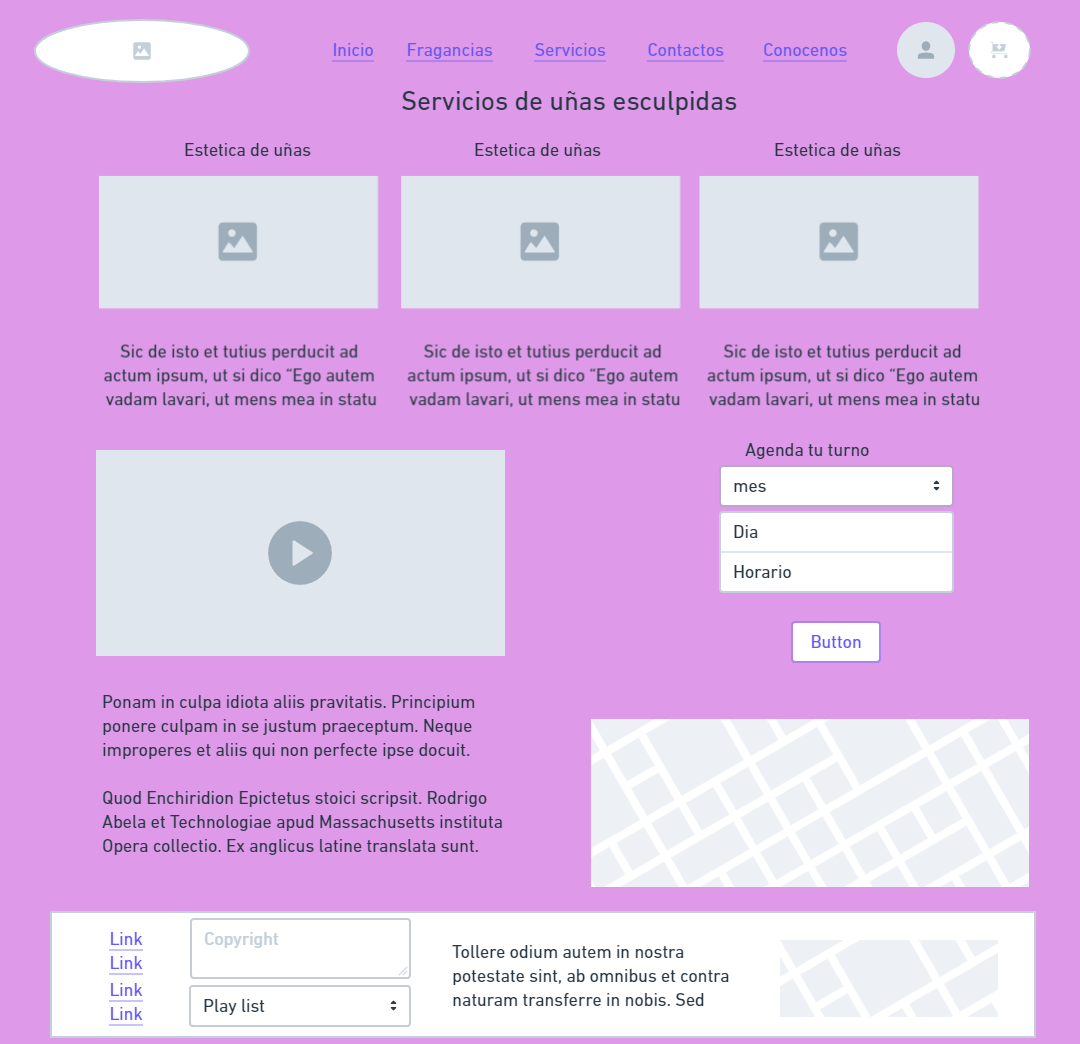 Inicio Fragancias Servicios Contactos Conocenos
Servicios de uñas esculpidas
Estetica de uñas
Estetica de uñas
Estetica de uñas
Sic de isto et tutius perducit ad
actum ipsum, ut si dico “Ego autem
vadam lavari, ut mens mea in statu
Sic de isto et tutius perducit ad
actum ipsum, ut si dico “Ego autem
vadam lavari, ut mens mea in statu
Sic de isto et tutius perducit ad
actum ipsum, ut si dico “Ego autem
vadam lavari, ut mens mea in statu
Agenda tu turno
mes
Dia
Horario
Button
Ponam in culpa idiota aliis pravitatis. Principium
ponere culpam in se justum praeceptum. Neque
improperes et aliis qui non perfecte ipse docuit.
Quod Enchiridion Epictetus stoici scripsit. Rodrigo
Abela et Technologiae apud Massachusetts instituta
Opera collectio. Ex anglicus latine translata sunt.
Link
Link
Link
Link
Copyright
Play list
Tollere odium autem in nostra
potestate sint, ab omnibus et contra
naturam transferre in nobis. Sed